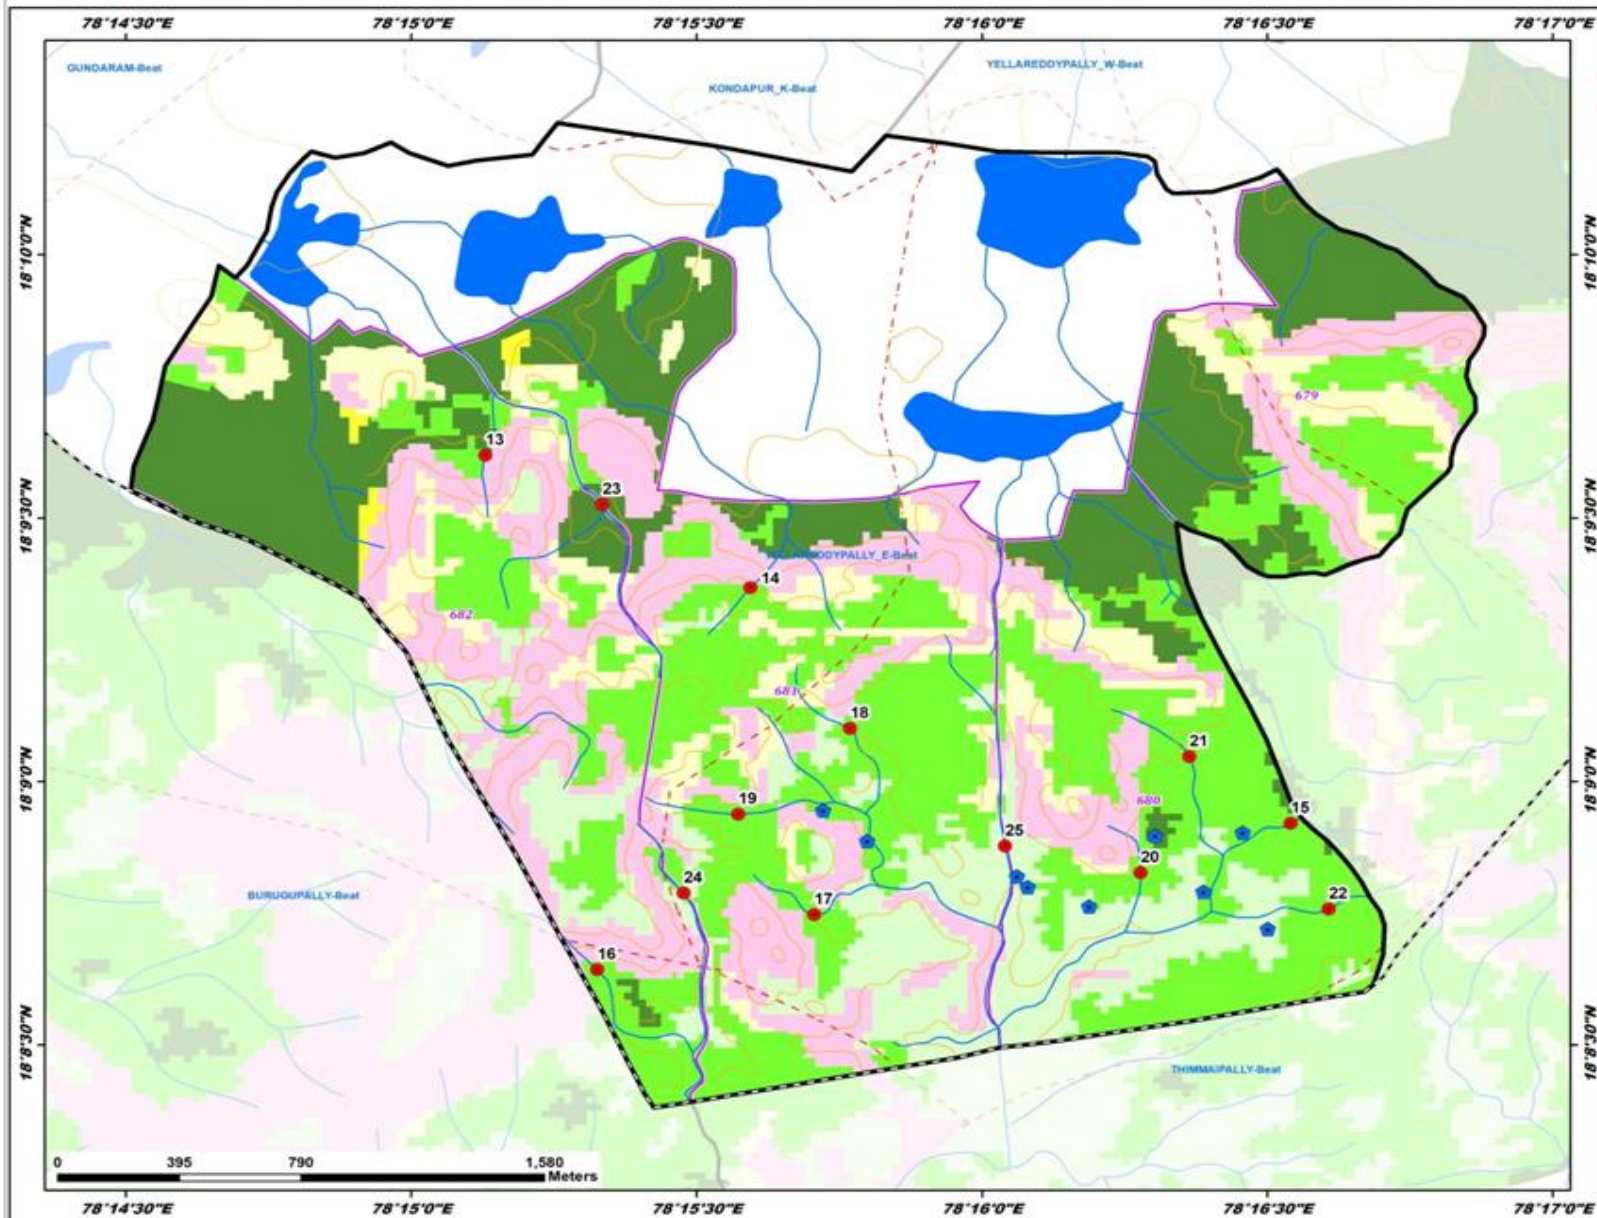 78°14'30"E 78°15'0"E 78°15'30"E 78°16'0"E 78°16'30"E 78°17'0"E
GUNDARAM-Beat
YELLAREDDYPALLY_W-Beat
KONDAPUR_K-Beat
18°10'0"N 18°10'0"N
679
13
23
18°9'30"N 18°9'30"N
DYPALLY_E-Beat
14
682
681
18
21
18°9'0"N 18°9'0"N
680
19
15
25
20
24
BURUGUPALLY-Beat
22
17
16
18°8'30"N 18°8'30"N
THIMMAIPALLY-Beat
0 395 790 1,580
Meters
78°14'30"E 78°15'0"E 78°15'30"E 78°16'0"E 78°16'30"E 78°17'0"E